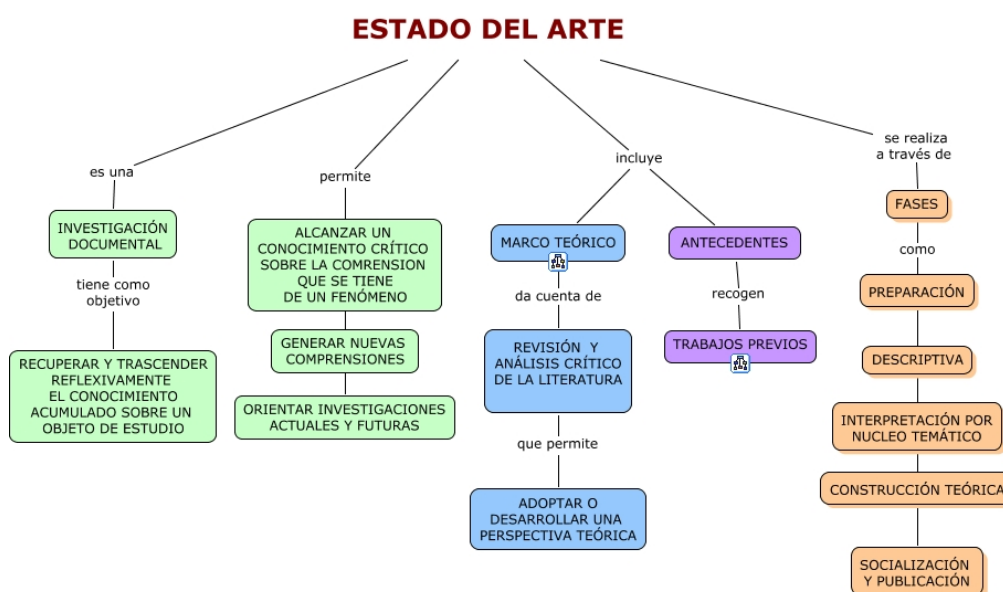 ESTADO DEL ARTE
es una
INVESTIGACIÓN
DOCUMENTAL
tiene como
objetivo
RECUPERAR Y TRASCENDER
REFLEXIVAMENTE
EL CONOCIMIENTO
ACUMULADO SOBRE UN
OBJETO DE ESTUDIO
permite
ALCANZAR UN
CONOCIMIENTO CRÍTICO
SOBRE LA COMRENSION
QUE SE TIENE
DE UN FENÓMENO
GENERAR NUEVAS
COMPRENSIONES
ORIENTAR INVESTIGACIONES
ACTUALES Y FUTURAS
incluye
MARCO TEÓRICO
da cuenta de
REVISIÓN Y
ANÁLISIS CRÍTICO
DE LA LITERATURA
que permite
ADOPTAR O
DESARROLLAR UNA
PERSPECTIVA TEÓRICA
ANTECEDENTES
recogen
TRABAJOS PREVIOS
se realiza
a través de
FASES
como
PREPARACIÓN
DESCRIPTIVA
INTERPRETACIÓN POR
NUCLEO TEMÁTICO
CONSTRUCCIÓN TEÓRICA
SOCIALIZACIÓN
Y PUBLICACIÓN